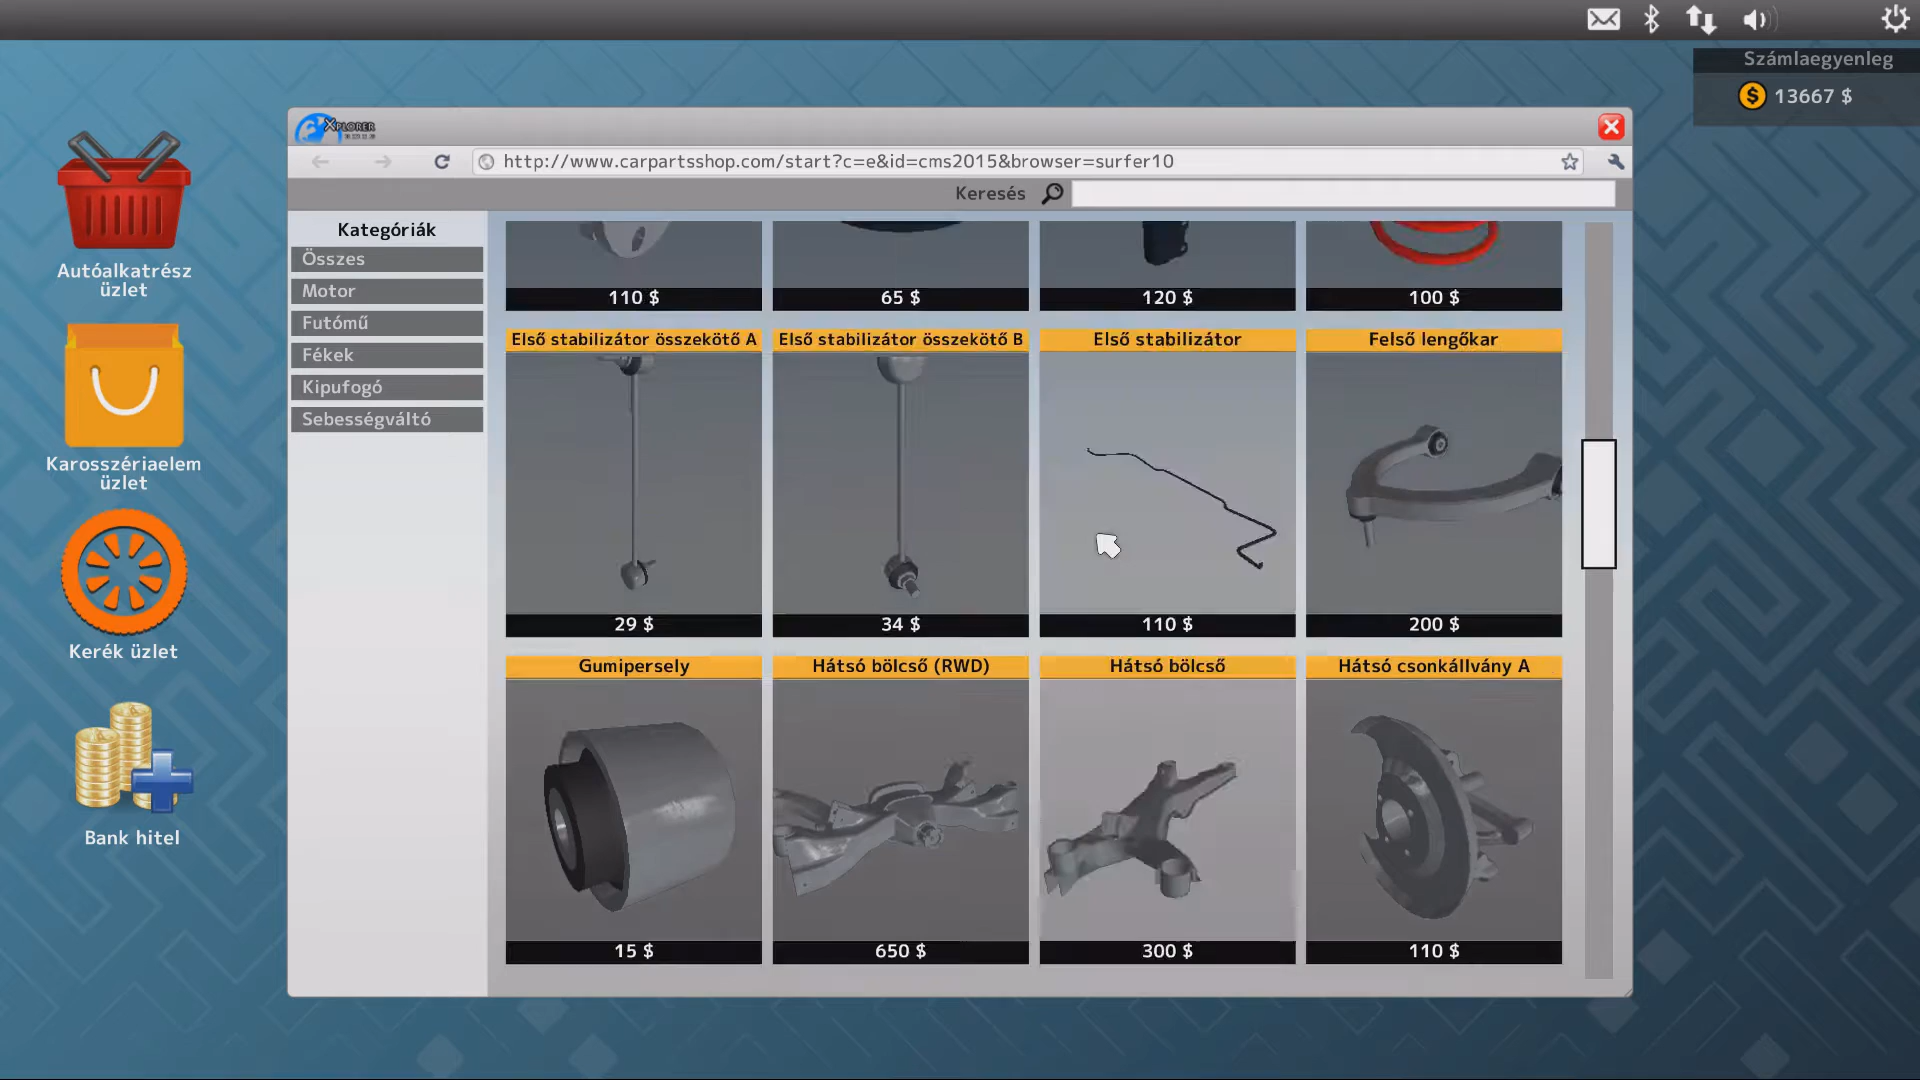 Számlaegyenleg
13667 $
XPLORER
http://www.carpartsshop.com/start?c=e&id=cms2015&browser=surfer10
Keresés
Autóalkatrész
üzlet
Karosszériaelem
üzlet
Kerék üzlet
Bank hitel
Kategóriák
Összes
Motor
Futómű
Fékek
Kipufogó
Sebességváltó
110 $
65 $
120 $
100 $
Első stabilizátor összekötő A
Első stabilizátor összekötő B
Első stabilizátor
Felső lengőkar
29 $
34 $
110 $
200 $
Gumipersely
Hátsó bölcső (RWD)
Hátsó bölcső
Hátsó csonkállvány A
15 $
650 $
300 $
110 $